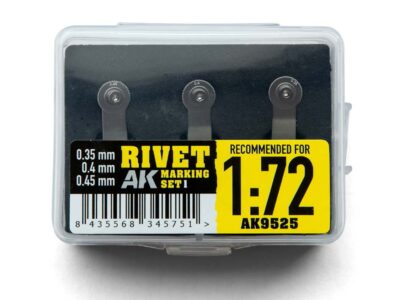 0.35 mm
0.4 mm
0.45 mm
RIVET
AK MARKING
SET 1
RECOMMENDED FOR
1:72
AK9525
8 435568 345751 >